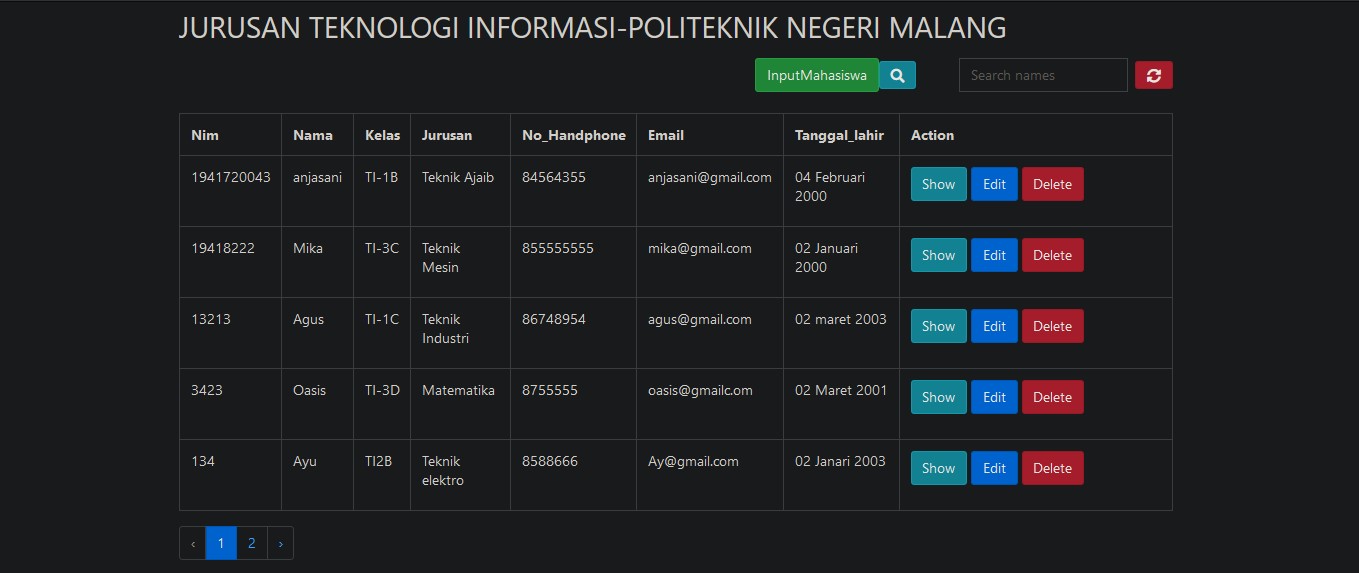 JURUSAN TEKNOLOGI INFORMASI-POLITEKNIK NEGERI MALANG
InputMahasiswa Search names
Nim Nama Kelas Jurusan No_Handphone Email Tanggal_lahir Action
1941720043 anjasani TI-1B Teknik Ajaib 84564355 anjasani@gmail.com 04 Februari Show Edit Delete
2000
19418222 Mika TI-3C Teknik 855555555 mika@gmail.com 02 Januari Show Edit Delete
Mesin 2000
13213 Agus TI-1C Teknik 86748954 agus@gmail.com 02 maret 2003 Show Edit Delete
Industri
3423 Oasis TI-3D Matematika 8755555 oasis@gmailc.om 02 Maret 2001 Show Edit Delete
134 Ayu TI2B Teknik 8588666 Ay@gmail.com 02 Janari 2003 Show Edit Delete
elektro
‹ 1 2 ›